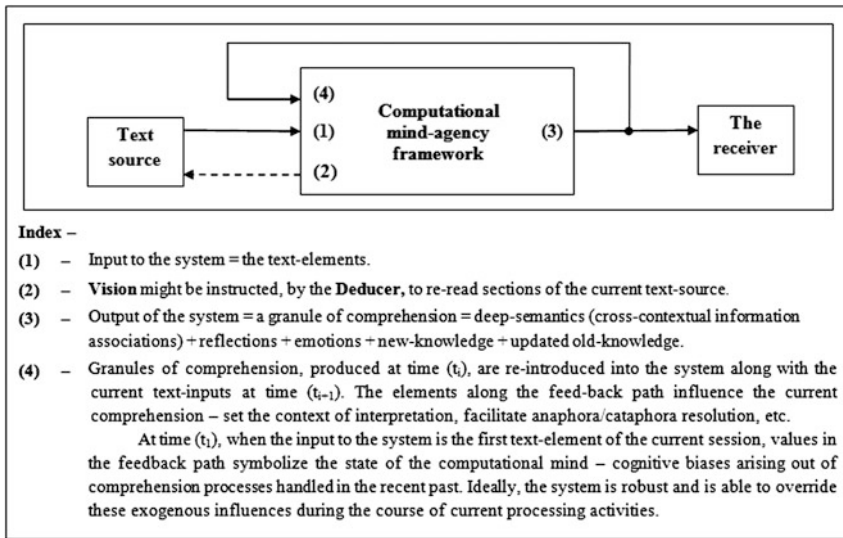 (4)
Computational
(1)
mind-agency
(3)
framework
(2)
Text
source
The
receiver
Index –
(1) – Input to the system = the text-elements.
(2) – Vision might be instructed, by the Deducer, to re-read sections of the current text-source.
(3) – Output of the system = a granule of comprehension = deep-semantics (cross-contextual information
associations) + reflections + emotions + new-knowledge + updated old-knowledge.
(4) – Granules of comprehension, produced at time (tᵢ), are re-introduced into the system along with the
current text-inputs at time (tᵢ₊₁). The elements along the feed-back path influence the current
comprehension – set the context of interpretation, facilitate anaphora/cataphora resolution, etc.
At time (t₁), when the input to the system is the first text-element of the current session, values in
the feedback path symbolize the state of the computational mind – cognitive biases arising out of
comprehension processes handled in the recent past. Ideally, the system is robust and is able to override
these exogenous influences during the course of current processing activities.